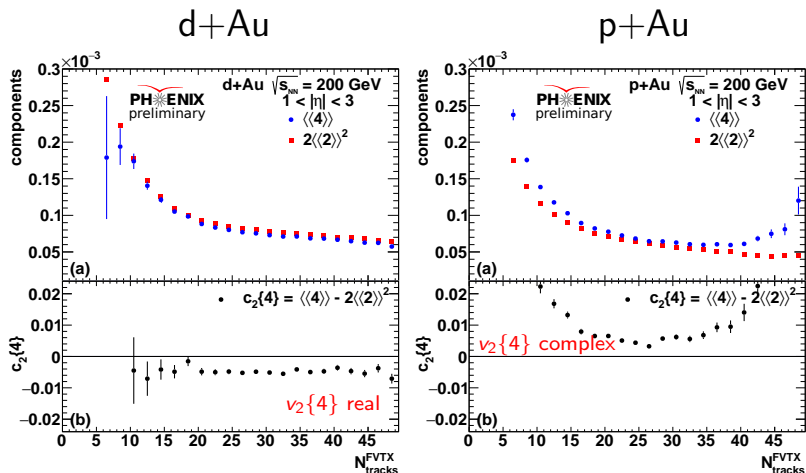 d+Au
×10⁻³
0.3
0.25
0.2
0.15
0.1
0.05
components
PHENIX
preliminary
d+Au √s_NN = 200 GeV
1 < |η| < 3
⟨⟨4⟩⟩
2⟨⟨2⟩⟩²
(a)
0.02
0.01
0
−0.01
−0.02
c₂{4}
c₂{4} = ⟨⟨4⟩⟩ - 2⟨⟨2⟩⟩²
v₂{4} real
(b)
0 5 10 15 20 25 30 35 40 45
N^FVTX_tracks
p+Au
×10⁻³
0.3
0.25
0.2
0.15
0.1
0.05
components
PHENIX
preliminary
p+Au √s_NN = 200 GeV
1 < |η| < 3
⟨⟨4⟩⟩
2⟨⟨2⟩⟩²
(a)
0.02
0.01
0
−0.01
−0.02
c₂{4}
c₂{4} = ⟨⟨4⟩⟩ - 2⟨⟨2⟩⟩²
v₂{4} complex
(b)
0 5 10 15 20 25 30 35 40 45
N^FVTX_tracks